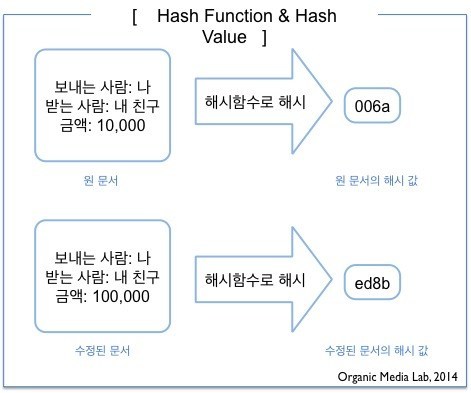 [ Hash Function & Hash
Value ]
보내는 사람: 나
받는 사람: 내 친구
금액: 10,000
해시함수로 해시
006a
원 문서
원 문서의 해시 값
보내는 사람: 나
받는 사람: 내 친구
금액: 100,000
해시함수로 해시
ed8b
수정된 문서
수정된 문서의 해시 값
Organic Media Lab, 2014